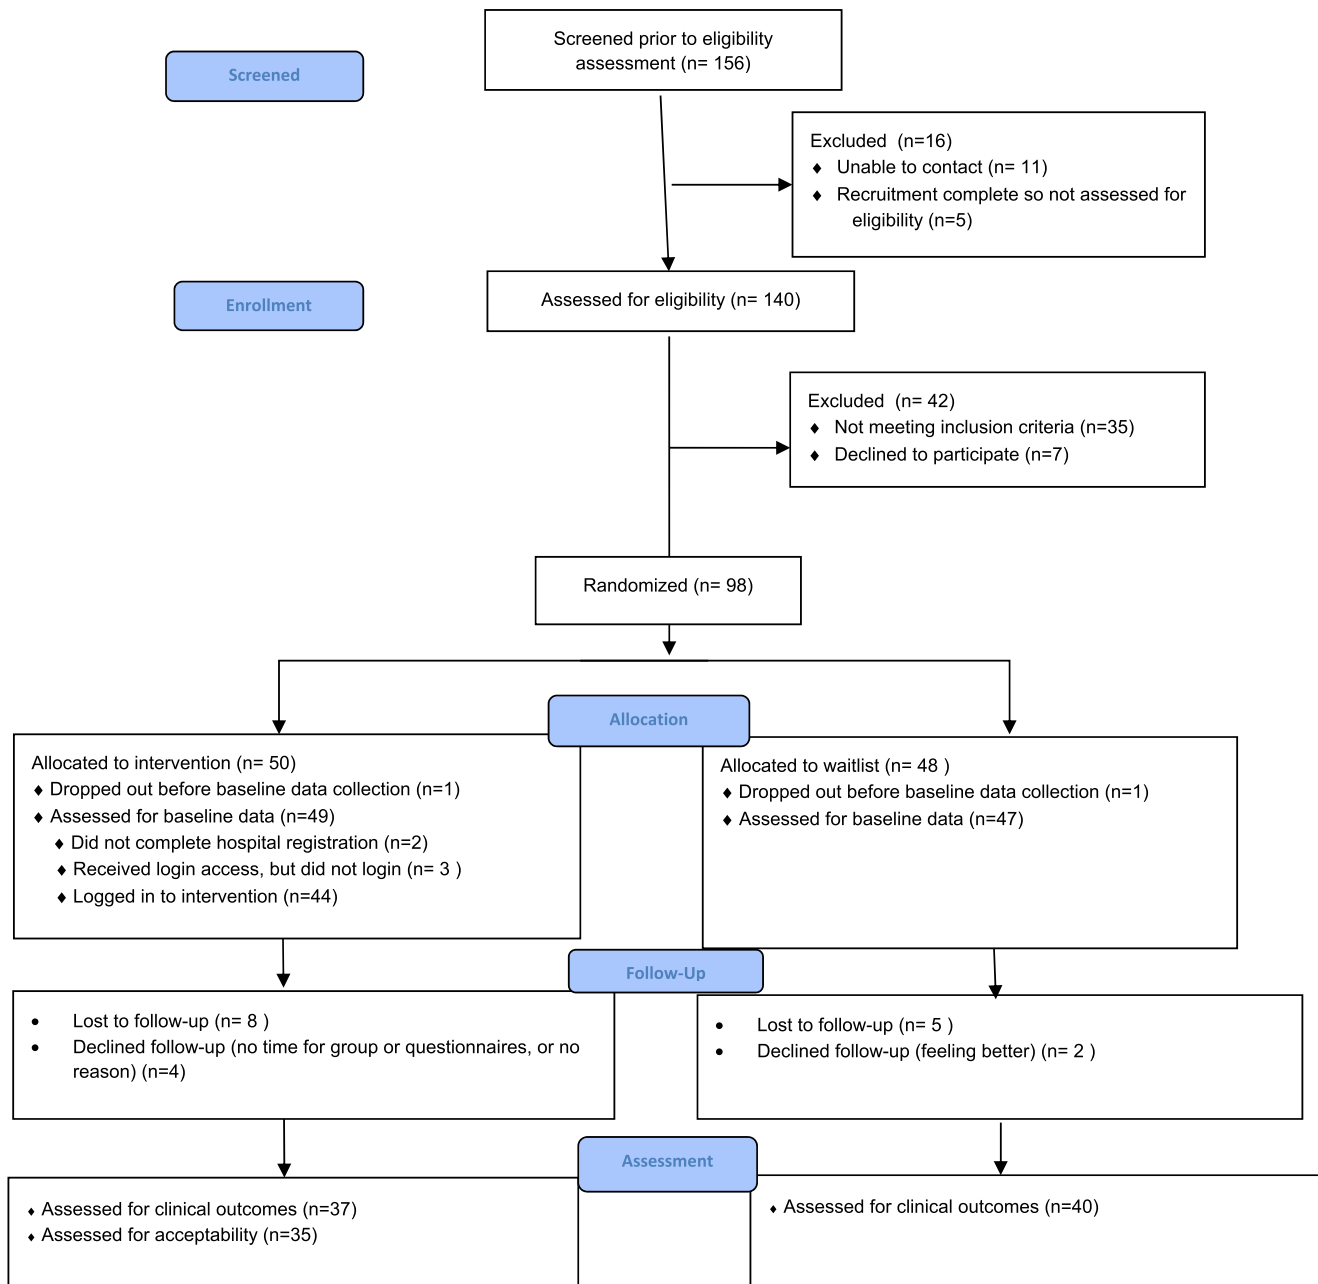 Screened prior to eligibility
assessment (n= 156)
Screened
Excluded  (n=16)
♦ Unable to contact (n= 11)
♦ Recruitment complete so not assessed for
eligibility (n=5)
Enrollment
Assessed for eligibility (n= 140)
Excluded  (n= 42)
♦ Not meeting inclusion criteria (n=35)
♦ Declined to participate (n=7)
Randomized (n= 98)
Allocation
Allocated to intervention (n= 50)
♦ Dropped out before baseline data collection (n=1)
♦ Assessed for baseline data (n=49)
♦ Did not complete hospital registration (n=2)
♦ Received login access, but did not login (n= 3 )
♦ Logged in to intervention (n=44)
Allocated to waitlist (n= 48 )
♦ Dropped out before baseline data collection (n=1)
♦ Assessed for baseline data (n=47)
Follow-Up
• Lost to follow-up (n= 8 )
• Declined follow-up (no time for group or questionnaires, or no
reason) (n=4)
• Lost to follow-up (n= 5 )
• Declined follow-up (feeling better) (n= 2 )
Assessment
♦ Assessed for clinical outcomes (n=37)
♦ Assessed for acceptability (n=35)
♦ Assessed for clinical outcomes (n=40)